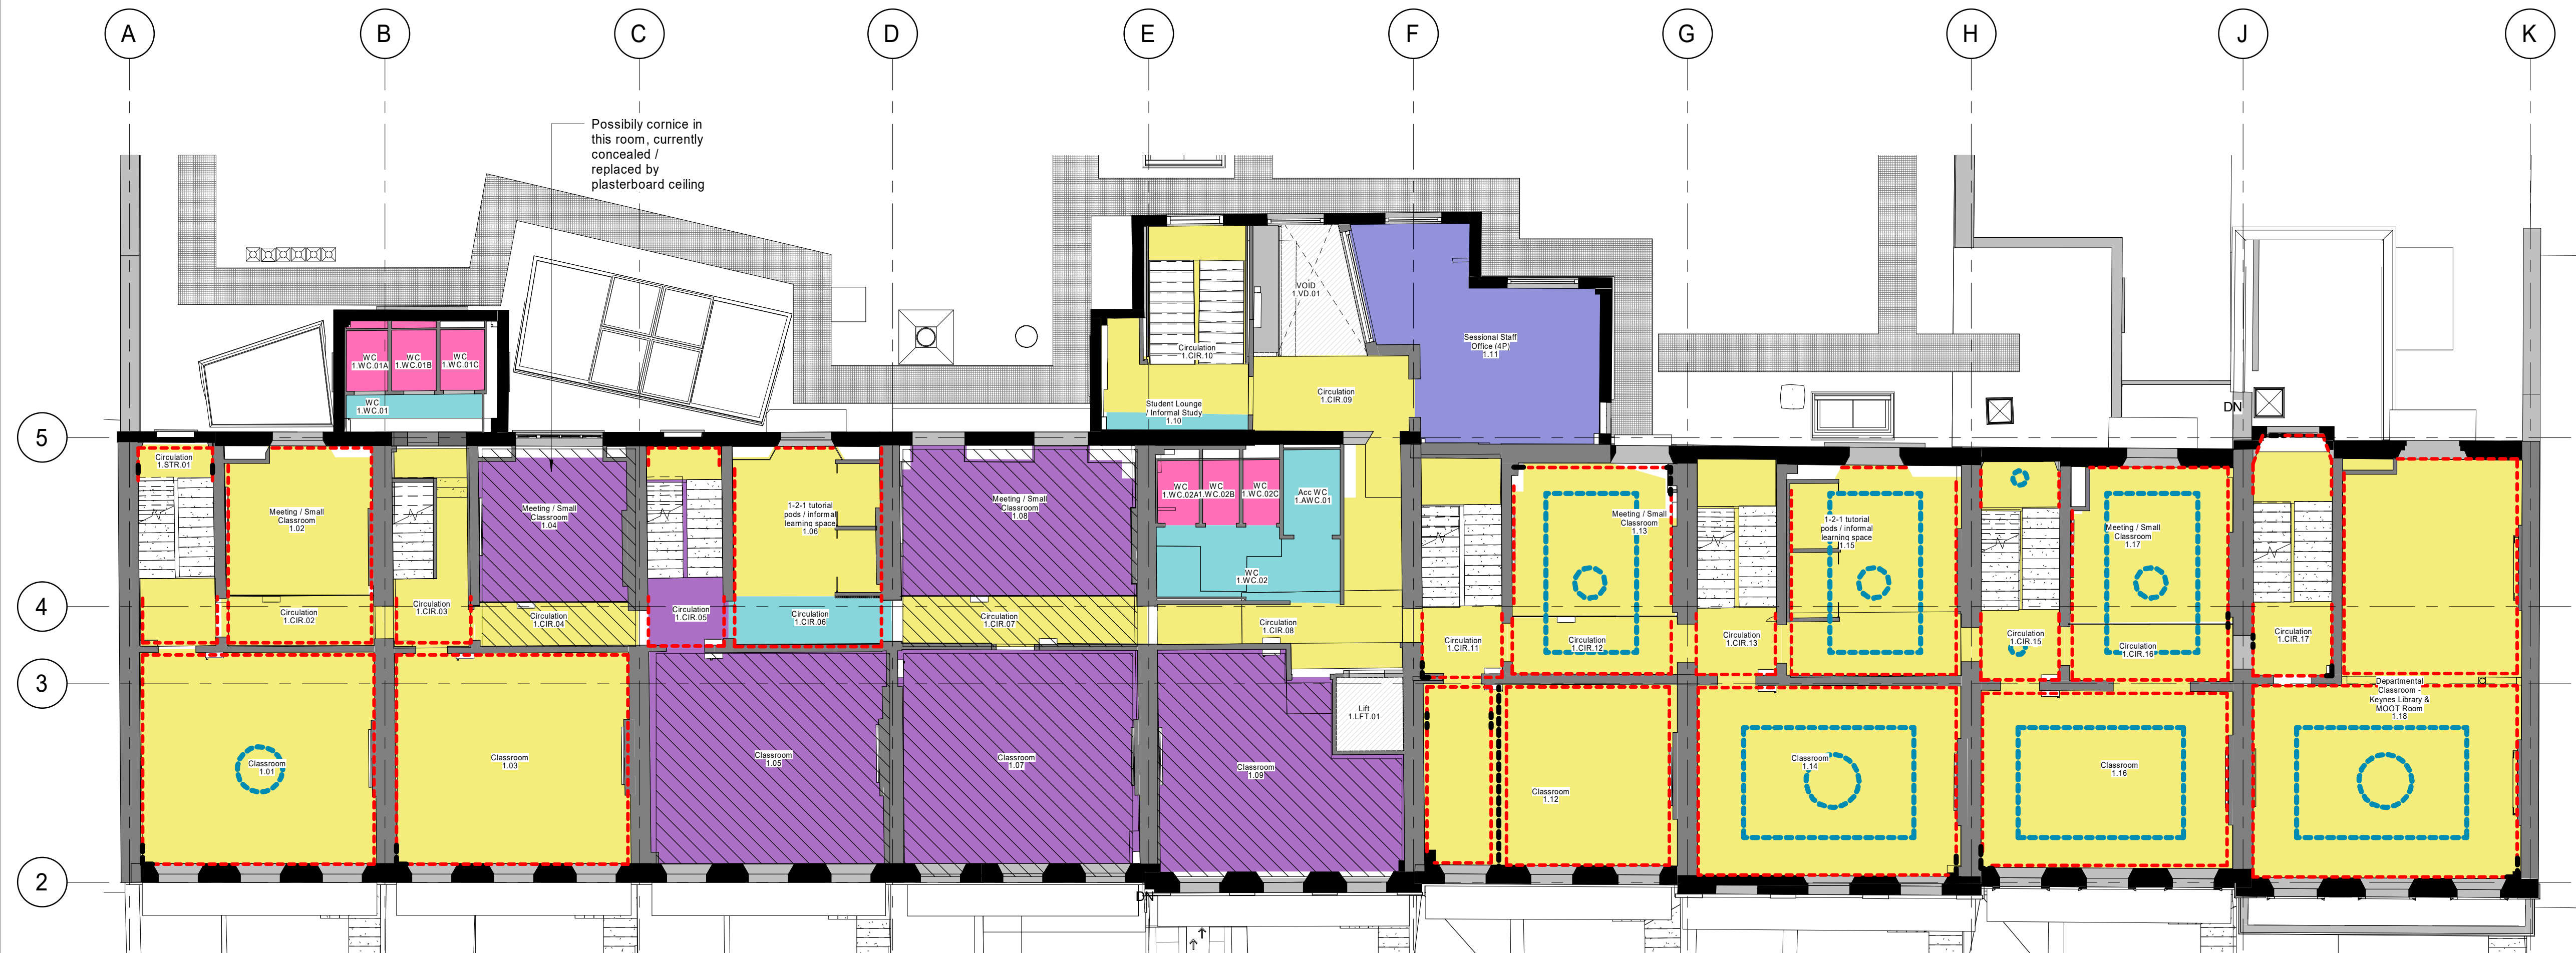 A
B
C
D
E
F
G
H
J
K
Possibily cornice in
this room, currently
concealed /
replaced by
plasterboard ceiling
VOID
1.VD.01
Sessional Staff
Office (4P)
1.11
Circulation
1.CIR.10
WC
1.WC.01A
WC
1.WC.01B
WC
1.WC.01C
WC
1.WC.01
Circulation
1.CIR.09
Student Lounge
/ Informal Study
1.10
DN
5
Circulation
1.STR.01
Meeting / Small
Classroom
1.02
Meeting / Small
Classroom
1.04
1-2-1 tutorial
pods / informal
learning space
1.06
Meeting / Small
Classroom
1.08
WC
1.WC.02A
WC
1.WC.02B
WC
1.WC.02C
Acc WC
1.AWC.01
Meeting / Small
Classroom
1.13
1-2-1 tutorial
pods / informal
learning space
1.15
Meeting / Small
Classroom
1.17
WC
1.WC.02
4
Circulation
1.CIR.02
Circulation
1.CIR.03
Circulation
1.CIR.04
Circulation
1.CIR.05
Circulation
1.CIR.06
Circulation
1.CIR.07
Circulation
1.CIR.08
Circulation
1.CIR.11
Circulation
1.CIR.12
Circulation
1.CIR.13
Circulation
1.CIR.15
Circulation
1.CIR.16
Circulation
1.CIR.17
3
Departmental
Classroom -
Keynes Library &
MOOT Room
1.18
Lift
1.LFT.01
Classroom
1.01
Classroom
1.03
Classroom
1.05
Classroom
1.07
Classroom
1.09
Classroom
1.12
Classroom
1.14
Classroom
1.16
2
DN